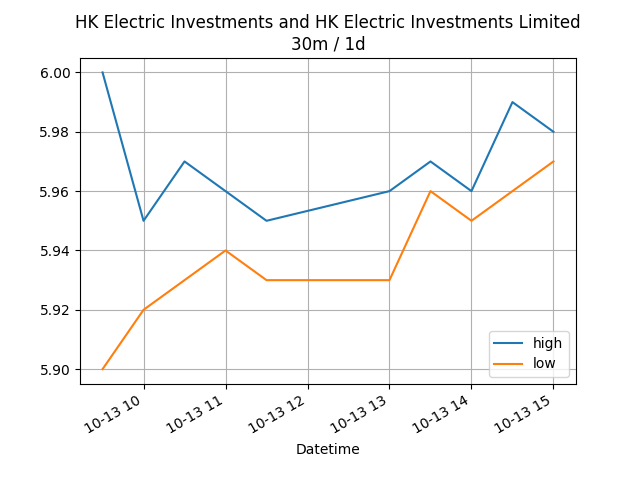 HK Electric Investments and HK Electric Investments Limited
30m / 1d
6.00
5.98
5.96
5.94
5.92
5.90
high
low
10-13 10
10-13 11
10-13 12
10-13 13
10-13 14
10-13 15
Datetime